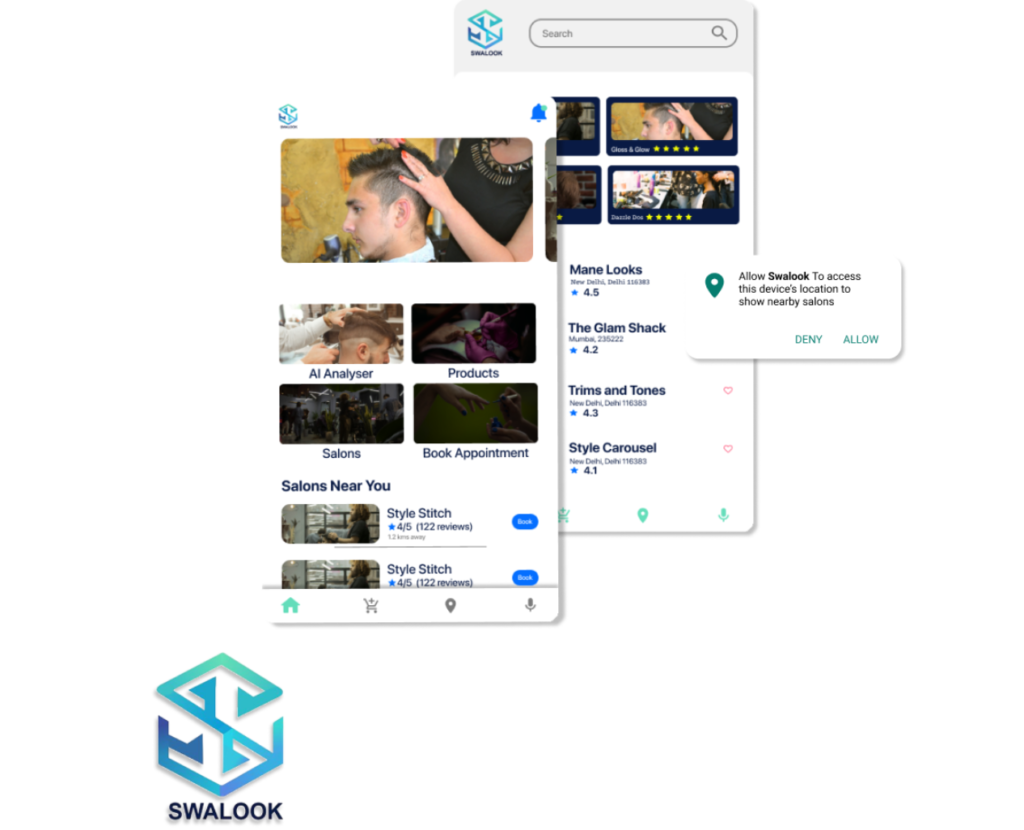 SWALOOK
Search
SWALOOK
Gloss & Glow
Dazzle Dos
Mane Looks
New Delhi, Delhi 116383
4.5
The Glam Shack
Mumbai, 235222
4.2
Trims and Tones
New Delhi, Delhi 116383
4.3
Style Carousel
New Delhi, Delhi 116383
4.1
Allow Swalook To access
this device's location to
show nearby salons
DENY ALLOW
AI Analyser
Products
Salons
Book Appointment
Salons Near You
Style Stitch
4/5 (122 reviews)
1.2 kms away
Book
Style Stitch
4/5 (122 reviews)
Book
SWALOOK